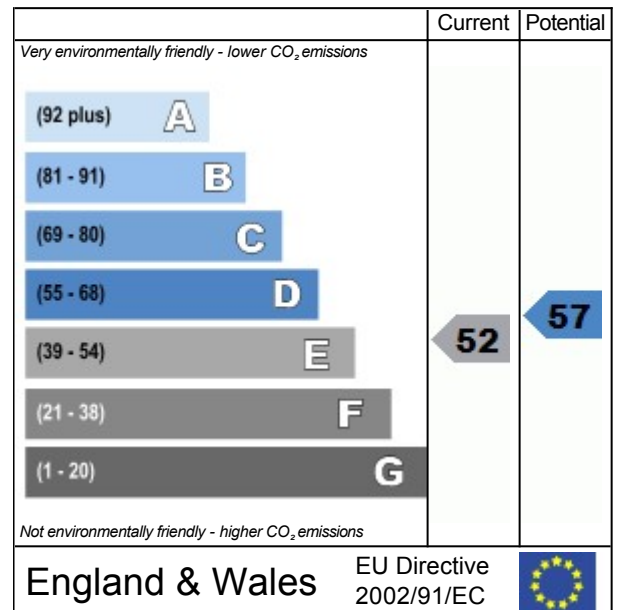 Current Potential
Very environmentally friendly - lower CO₂ emissions
(92 plus) A
(81 - 91) B
(69 - 80) C
(55 - 68) D
(39 - 54) E
(21 - 38) F
(1 - 20) G
52
57
Not environmentally friendly - higher CO₂ emissions
England & Wales
EU Directive
2002/91/EC